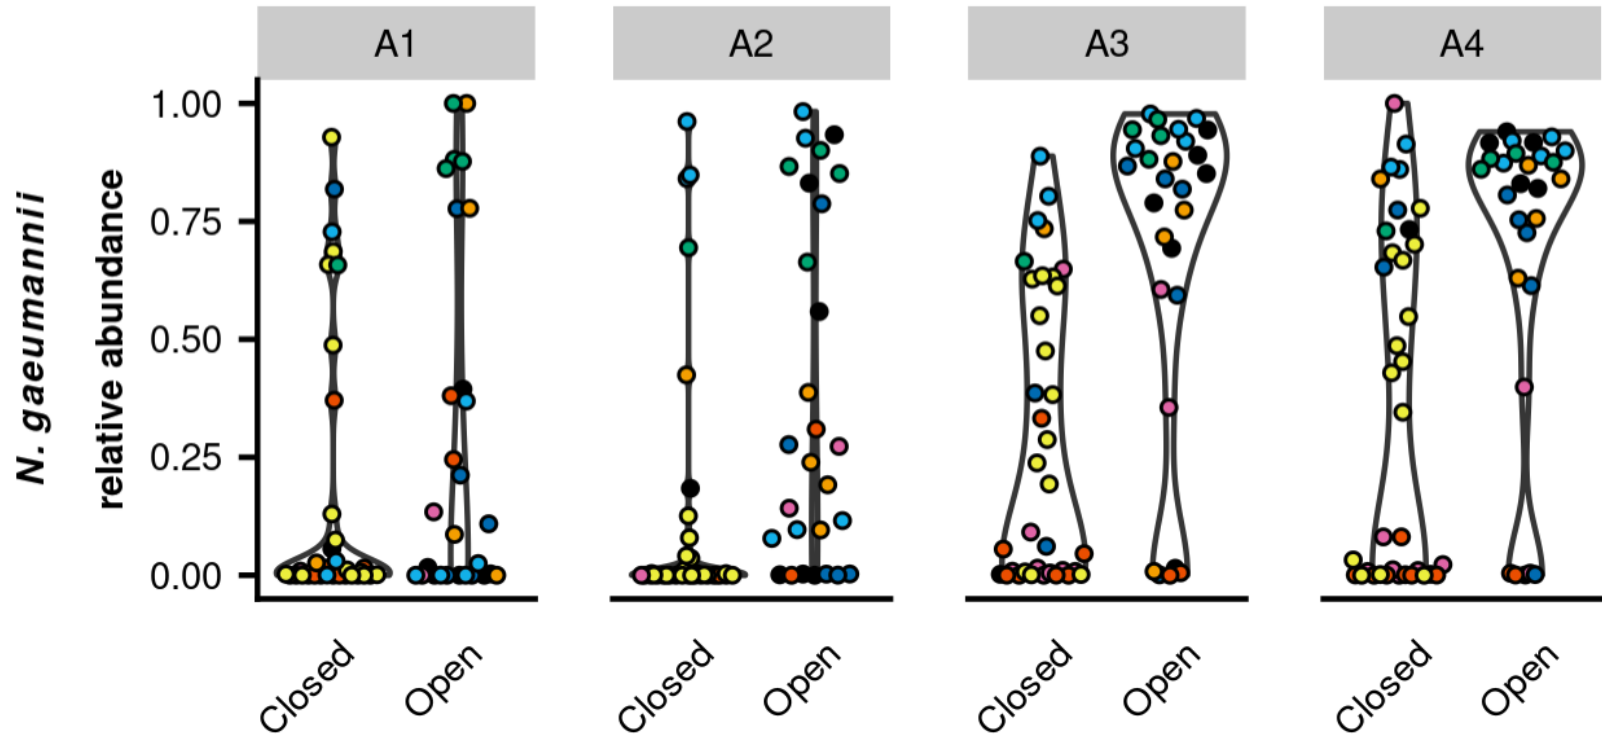 A1 A2 A3 A4
N. gaeumannii
relative abundance
1.00
0.75
0.50
0.25
0.00
Closed Open Closed Open Closed Open Closed Open